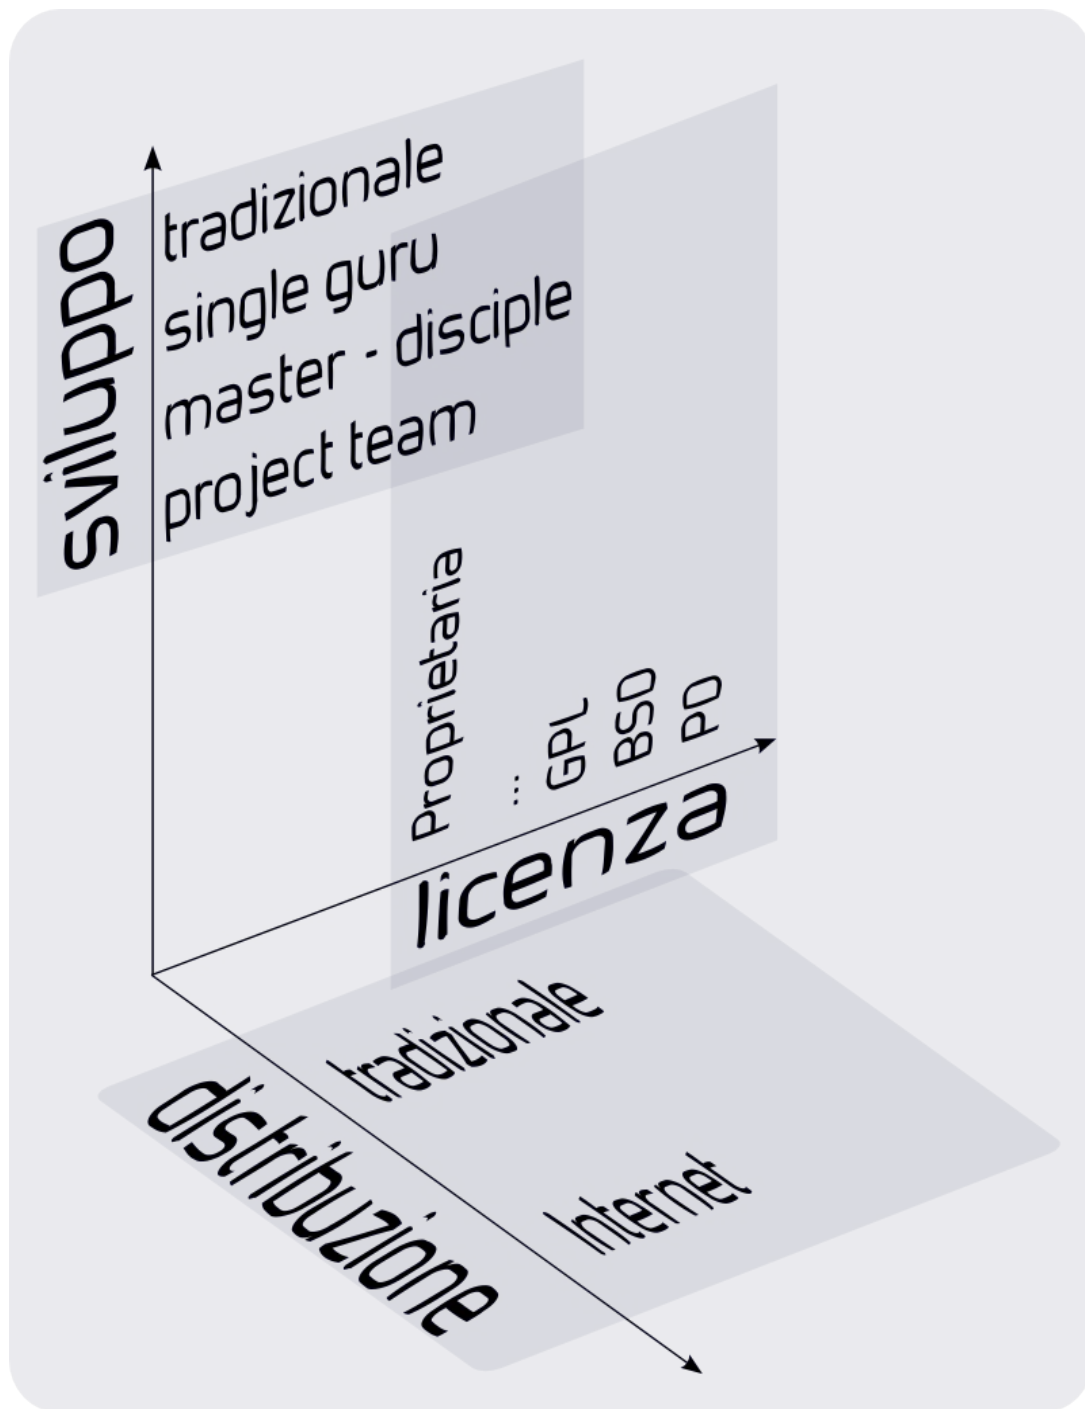 sviluppo
tradizionale
single guru
master - disciple
project team
Proprietaria
...
GPL
BSD
PD
licenza
tradizionale
Internet
distribuzione